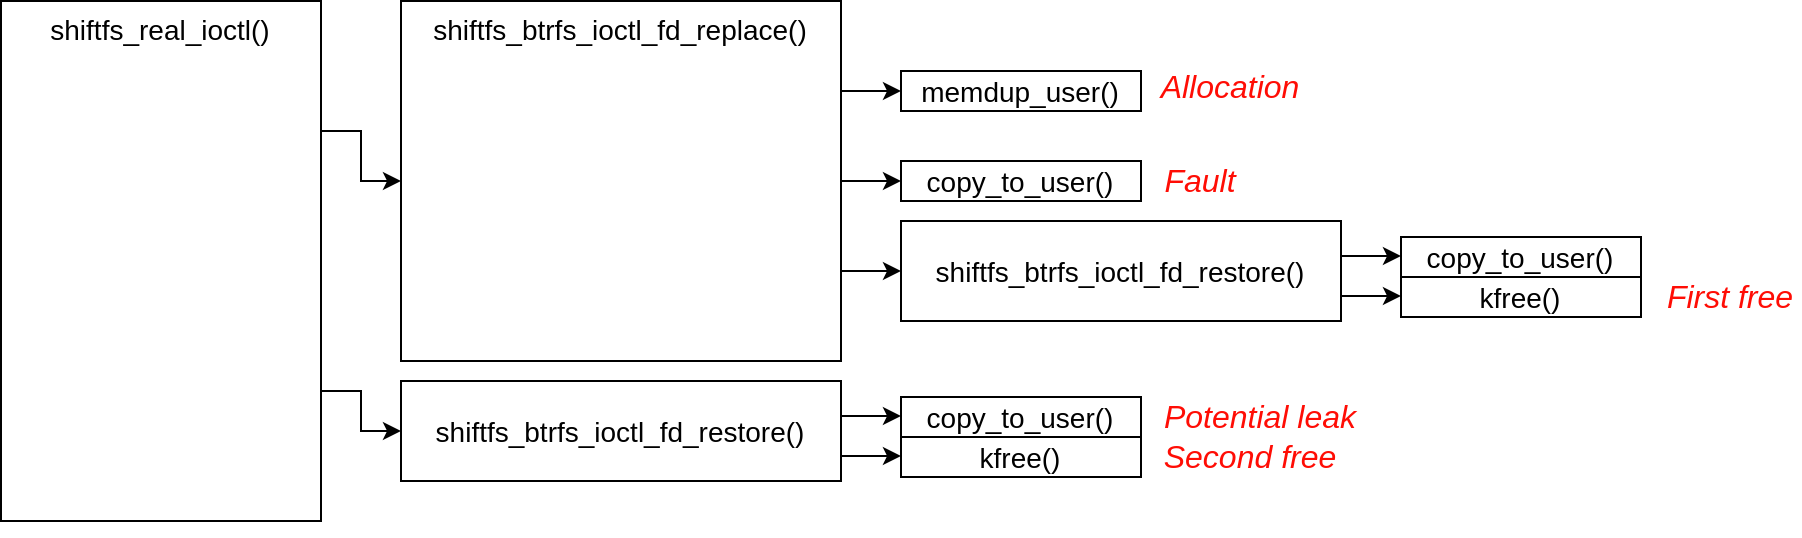 shiftfs_real_ioctl()
shiftfs_btrfs_ioctl_fd_replace()
memdup_user()
Allocation
copy_to_user()
Fault
shiftfs_btrfs_ioctl_fd_restore()
copy_to_user()
kfree()
First free
shiftfs_btrfs_ioctl_fd_restore()
copy_to_user()
Potential leak
kfree()
Second free